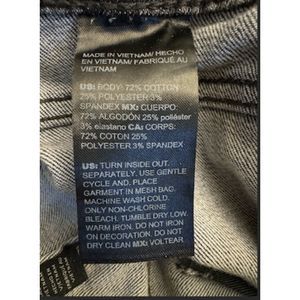 MADE IN VIETNAM/ HECHO
EN VIETNAM/ FABRIQUÉ AU
VIETNAM
US: BODY: 72% COTTON
25% POLYESTER 3%
SPANDEX MX: CUERPO:
72% ALGODÓN 25% poliéster
3% elastano CA: CORPS:
72% COTON 25%
POLYESTER 3% SPANDEX
US: TURN INSIDE OUT.
SEPARATELY. USE GENTLE
CYCLE AND. PLACE
GARMENT IN MESH BAG.
MACHINE WASH COLD.
ONLY NON-CHLORINE
BLEACH. TUMBLE DRY LOW.
WARM IRON. DO NOT IRON
ON DECORATION. DO NOT
DRY CLEAN MX: VOLTEAR